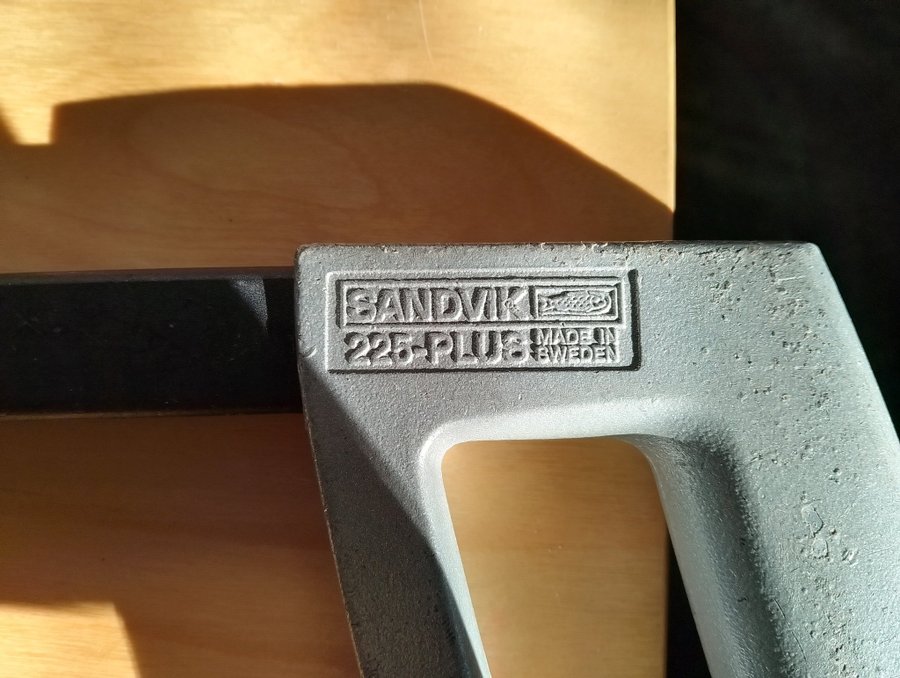 SANDVIK
225-PLUS
MADE IN
SWEDEN